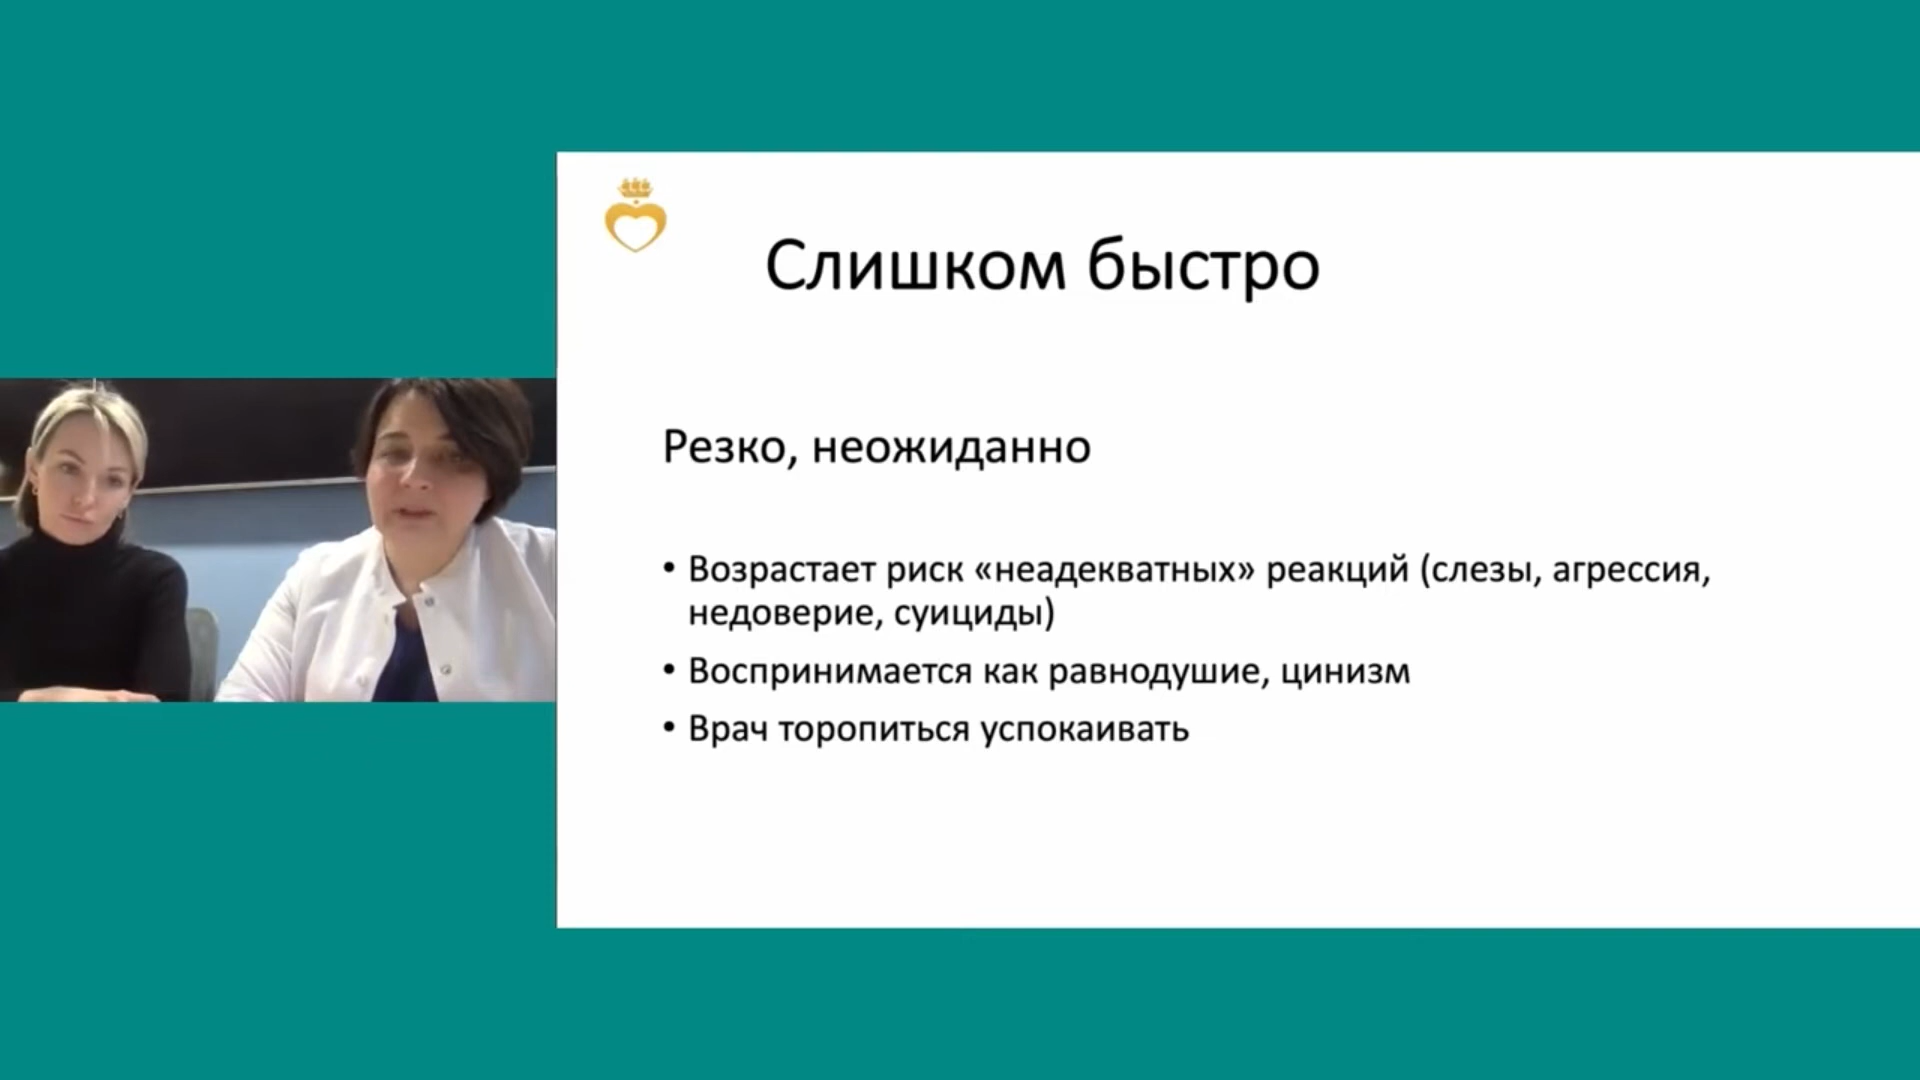 Слишком быстро
Резко, неожиданно
• Возрастает риск «неадекватных» реакций (слезы, агрессия,
недоверие, суициды)
• Воспринимается как равнодушие, цинизм
• Врач торопиться успокаивать